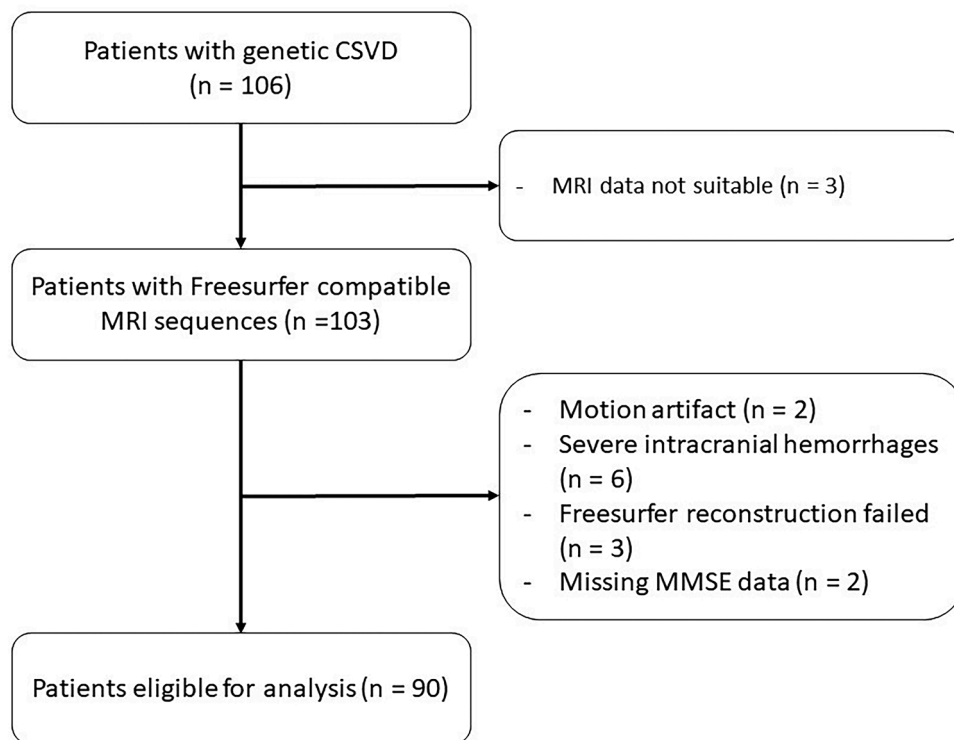 Patients with genetic CSVD
(n = 106)
- MRI data not suitable (n = 3)
Patients with Freesurfer compatible
MRI sequences (n =103)
- Motion artifact (n = 2)
- Severe intracranial hemorrhages
(n = 6)
- Freesurfer reconstruction failed
(n = 3)
- Missing MMSE data (n = 2)
Patients eligible for analysis (n = 90)